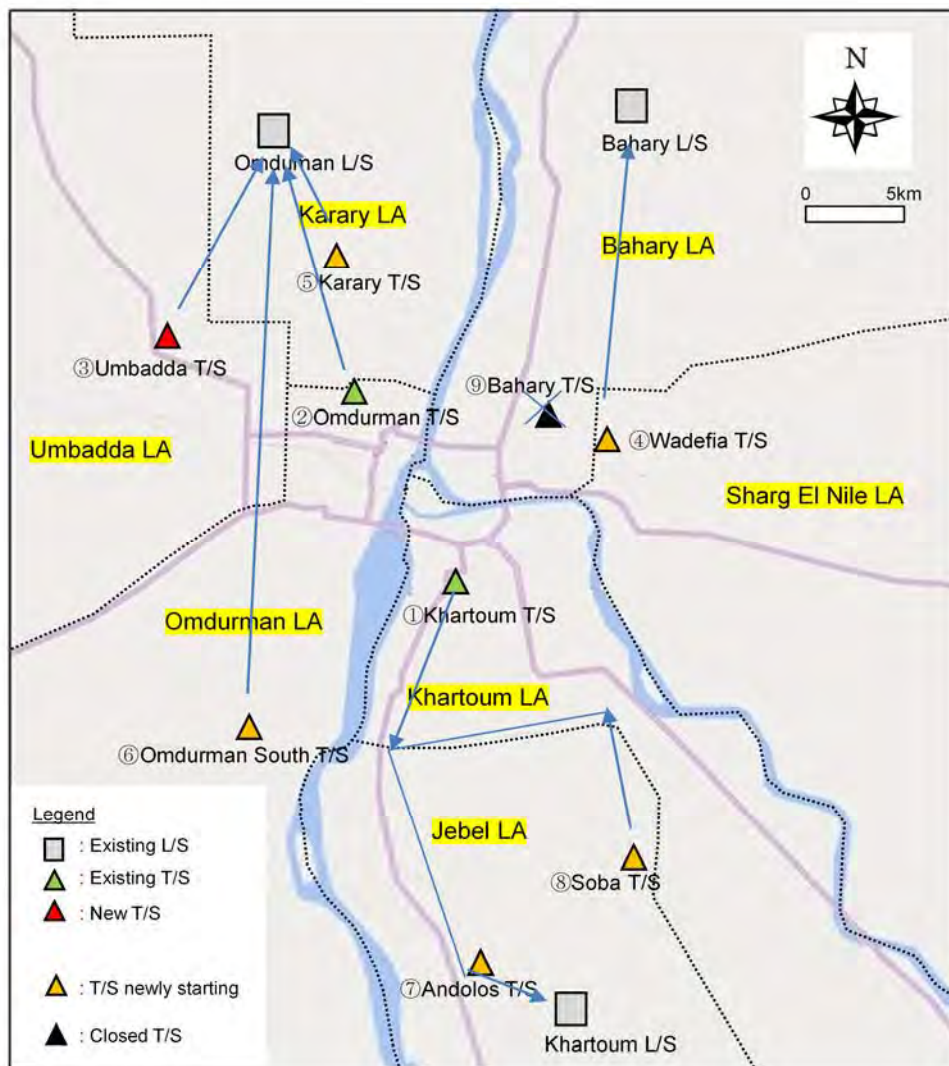 N
0 5km
Omduman L/S
Bahary L/S
Karary LA
Bahary LA
⑤Karary T/S
③Umbadda T/S
⑨Bahary T/S
②Omdurman T/S
④Wadefia T/S
Umbadda LA
Sharg El Nile LA
①Khartoum T/S
Omdurman LA
Khartoum LA
⑥Omdurman South T/S
Jebel LA
⑧Soba T/S
⑦Andolos T/S
Khartoum L/S
Legend
: Existing L/S
: Existing T/S
: New T/S
: T/S newly starting
: Closed T/S